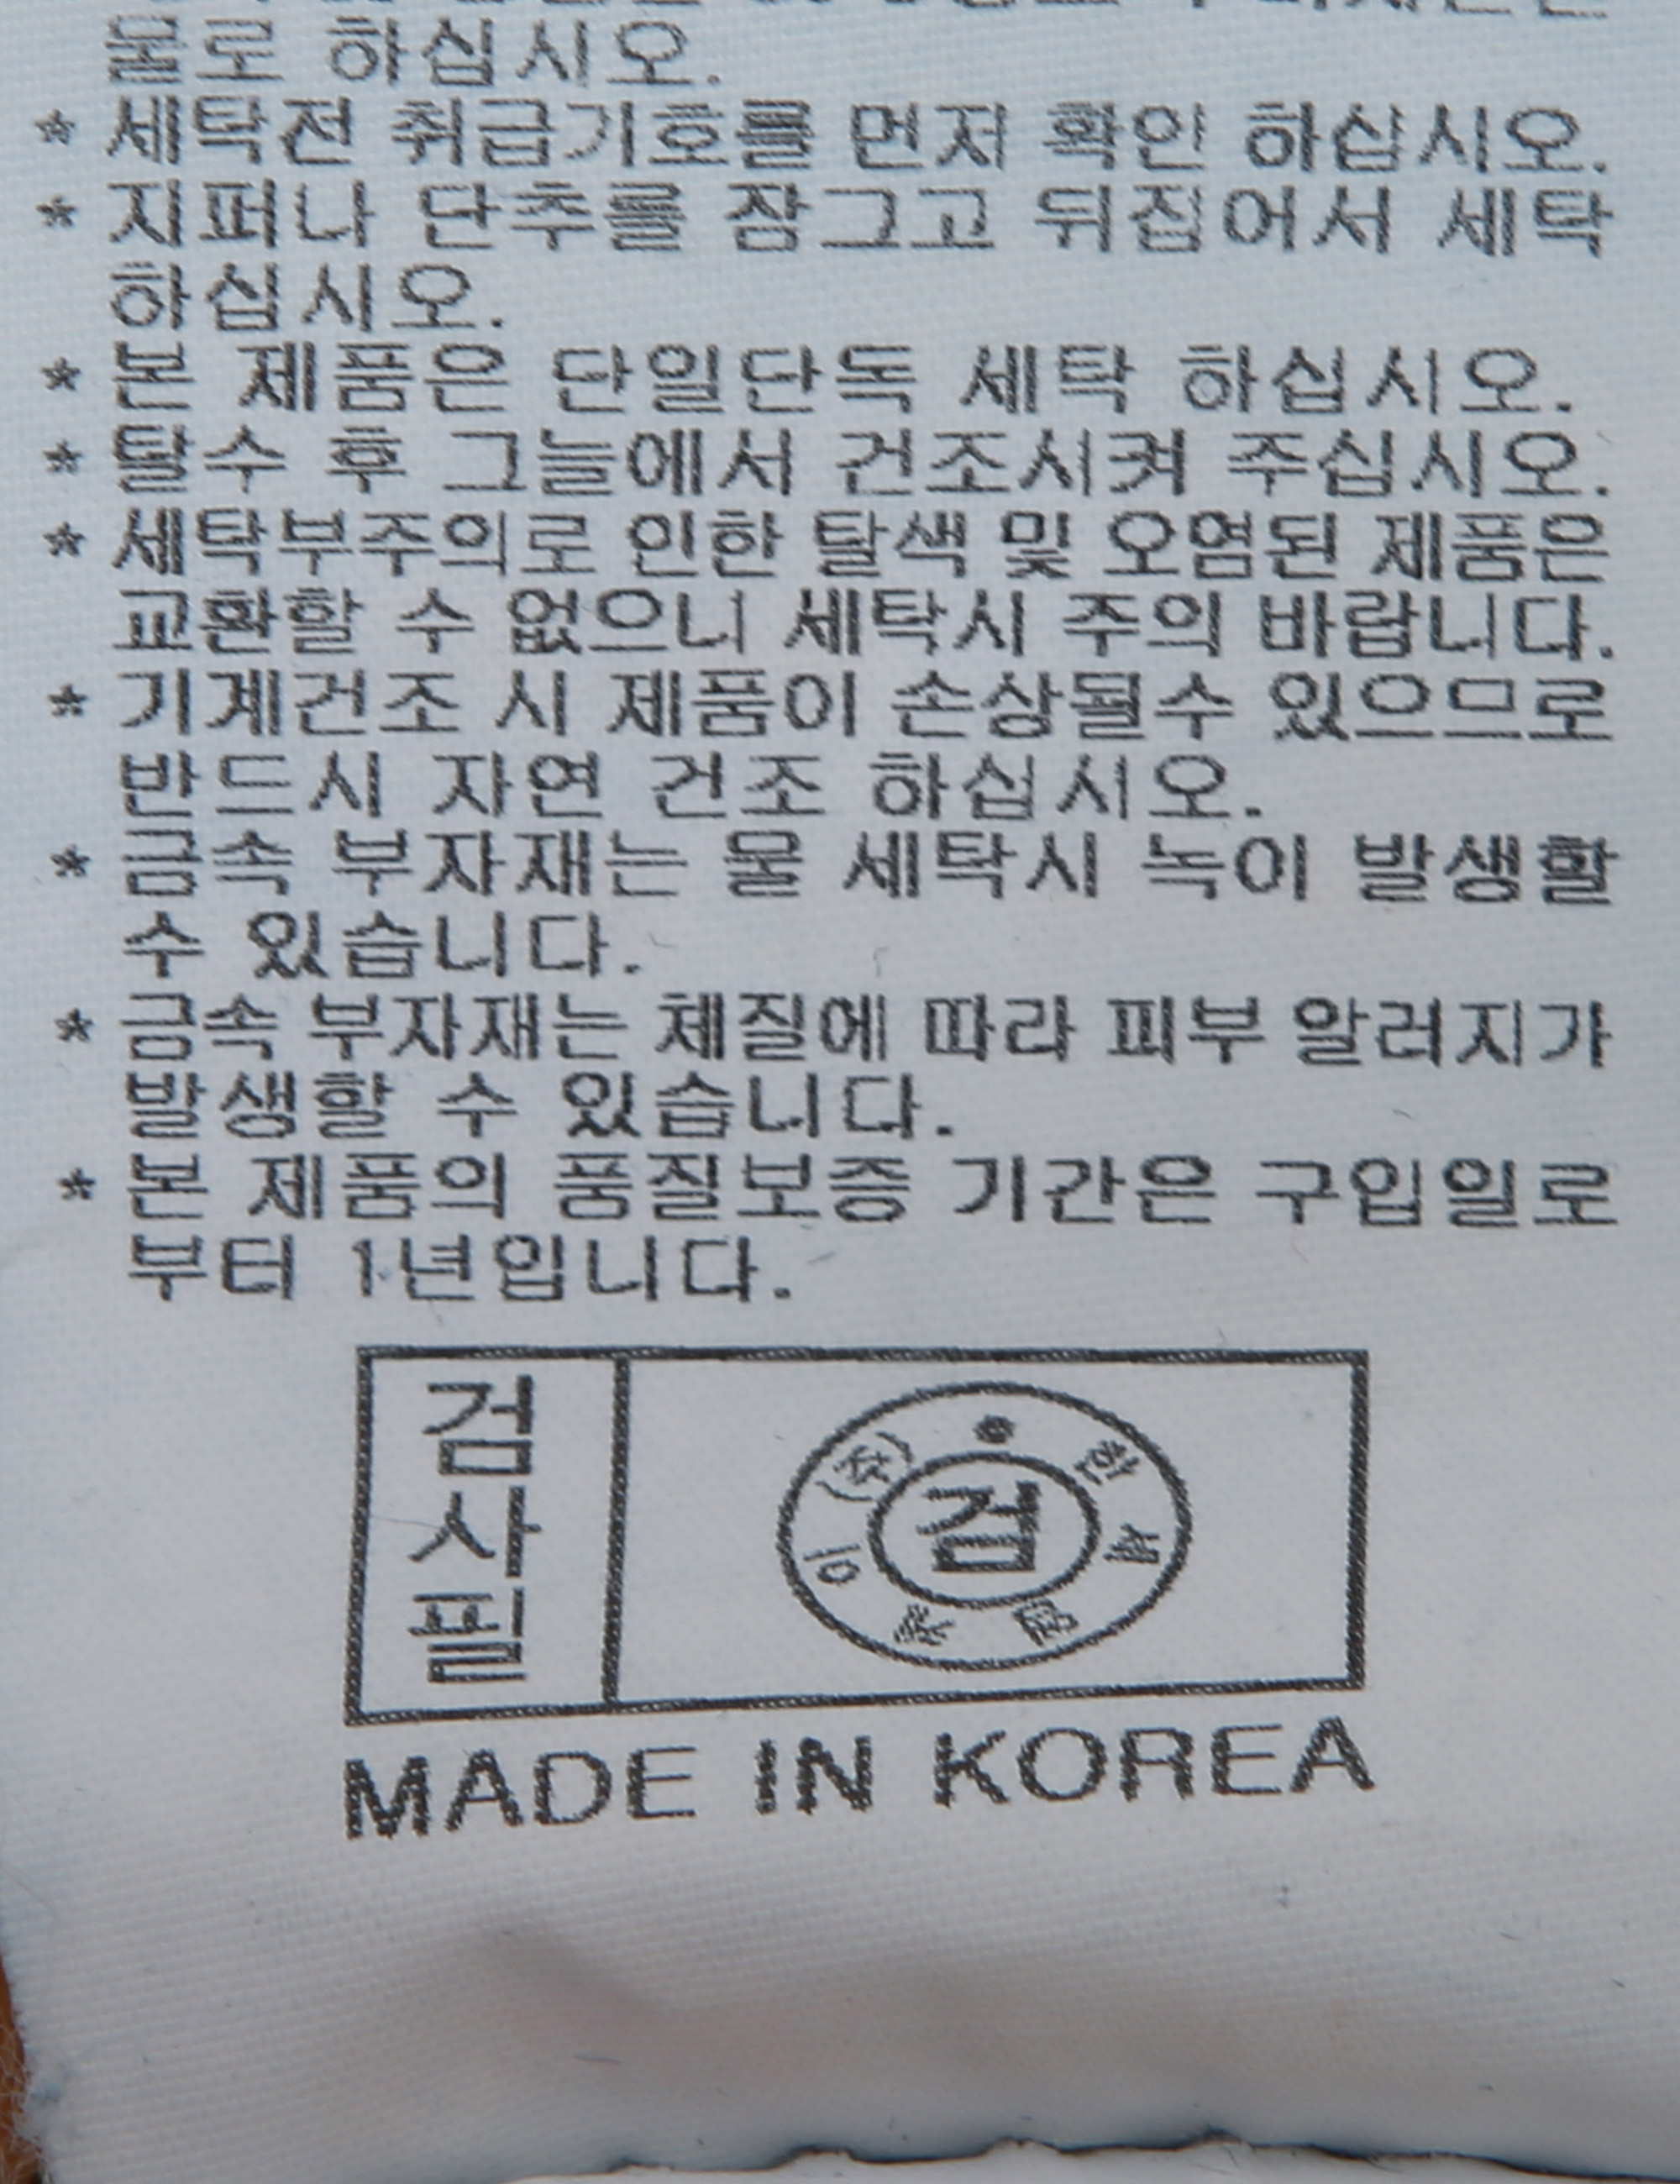 물로 하십시오.
* 세탁전 취급기호를 먼저 확인 하십시오.
* 지퍼나 단추를 잠그고 뒤집어서 세탁
하십시오.
* 본 제품은 단일단독 세탁 하십시오.
* 탈수 후 그늘에서 건조시켜 주십시오.
* 세탁부주의로 인한 탈색 및 오염된 제품은
교환할 수 없으니 세탁시 주의 바랍니다.
* 기계건조 시 제품이 손상될수 있으므로
반드시 자연 건조 하십시오.
* 금속 부자재는 물 세탁시 녹이 발생할
수 있습니다.
* 금속 부자재는 체질에 따라 피부 알러지가
발생할 수 있습니다.
* 본 제품의 품질보증 기간은 구입일로
부터 1년입니다.
검사필
검
(주)
MADE IN KOREA